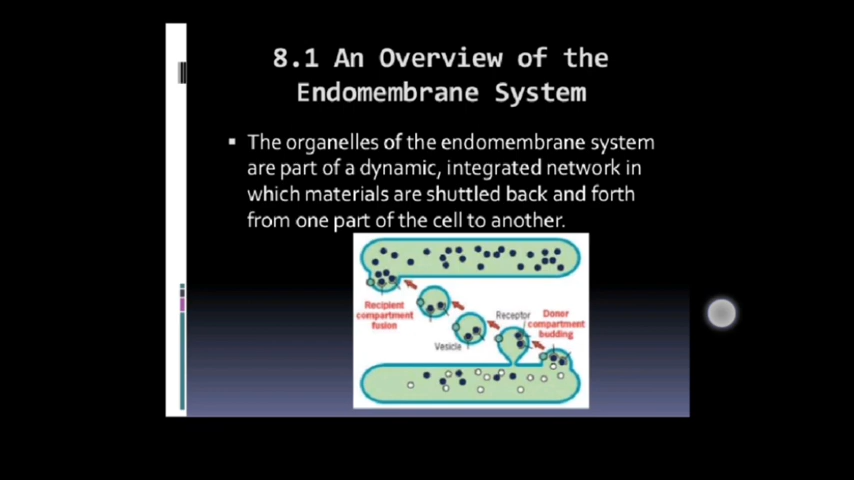 8.1 An Overview of the
Endomembrane System
▪ The organelles of the endomembrane system
are part of a dynamic, integrated network in
which materials are shuttled back and forth
from one part of the cell to another.
Recipient
compartment
fusion
Vesicle
Receptor
Donor
compartment
budding